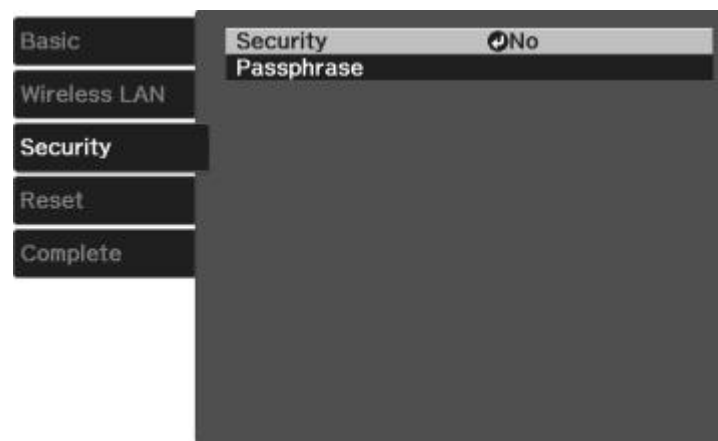 Basic
Wireless LAN
Security
Reset
Complete
Security No
Passphrase